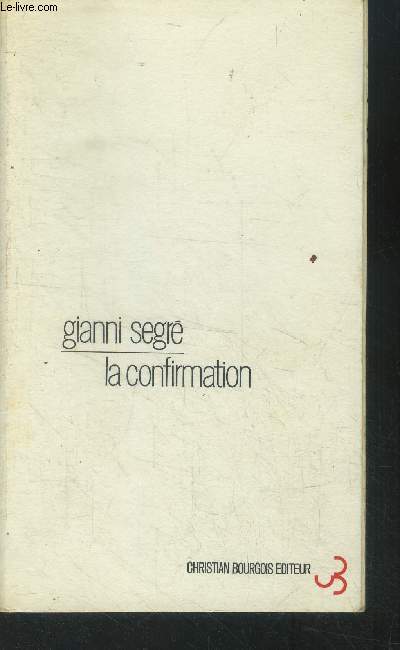 Le-livre.com
gianni segré
la confirmation
CHRISTIAN BOURGOIS EDITEUR